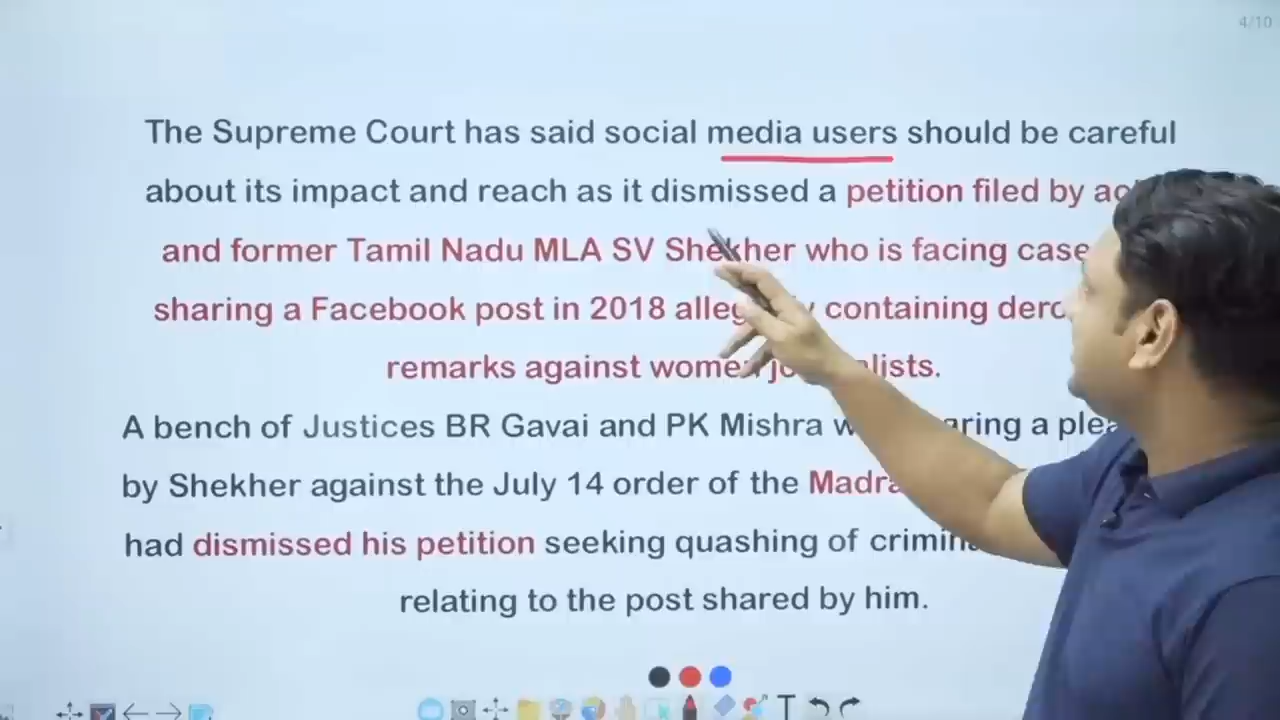 4/10
The Supreme Court has said social media users should be careful
about its impact and reach as it dismissed a petition filed by
and former Tamil Nadu MLA SV Shekher who is facing
sharing a Facebook post in 2018 containing
remarks against women
A bench of Justices BR Gavai and PK Mishra a
by Shekher against the July 14 order of the
had dismissed his petition seeking quashing of
relating to the post shared by him.
T